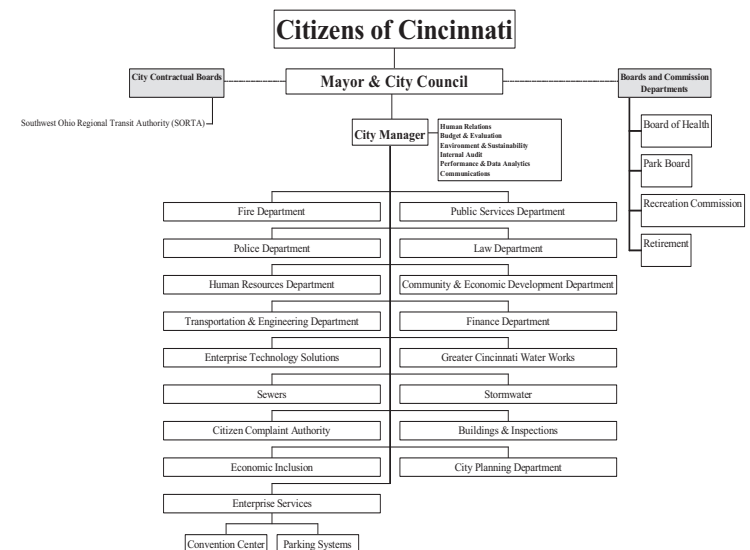 Citizens of Cincinnati
City Contractual Boards
Mayor & City Council
Boards and Commission
Departments
Southwest Ohio Regional Transit Authority (SORTA)
City Manager
Human Relations
Budget & Evaluation
Environment & Sustainability
Internal Audit
Performance & Data Analytics
Communications
Board of Health
Park Board
Recreation Commission
Retirement
Fire Department
Public Services Department
Police Department
Law Department
Human Resources Department
Community & Economic Development Department
Transportation & Engineering Department
Finance Department
Enterprise Technology Solutions
Greater Cincinnati Water Works
Sewers
Stormwater
Citizen Complaint Authority
Buildings & Inspections
Economic Inclusion
City Planning Department
Enterprise Services
Convention Center
Parking Systems